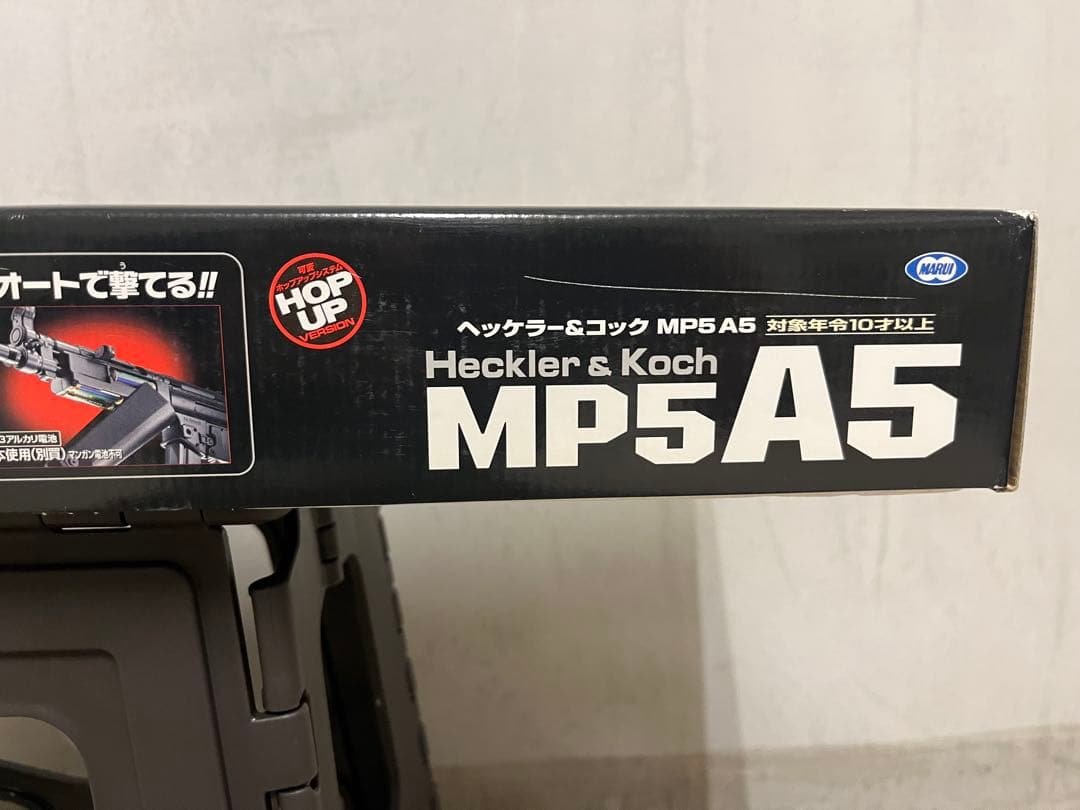 オートで撃てる!!
う
3アルカリ電池
本使用(別買)マンガン電池不可
可変
ホップアップシステム
HOP
UP
VERSION
MARUI
ヘッケラー&コック MP5 A5 対象年令10才以上
Heckler & Koch
MP5A5